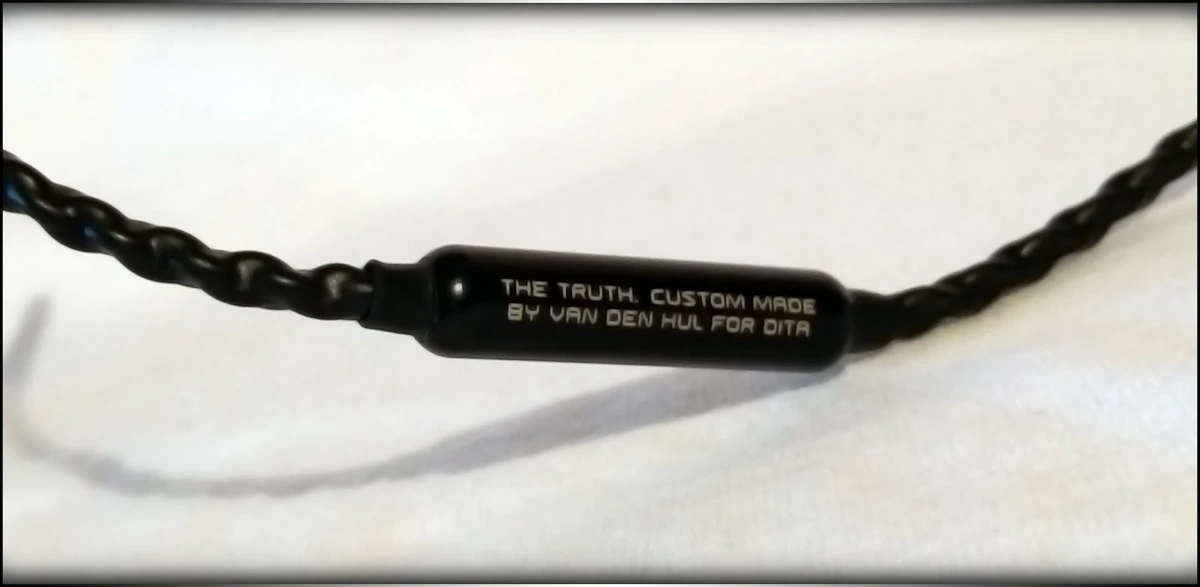 THE TRUTH. CUSTOM MADE
BY VAN DEN HUL FOR DITA